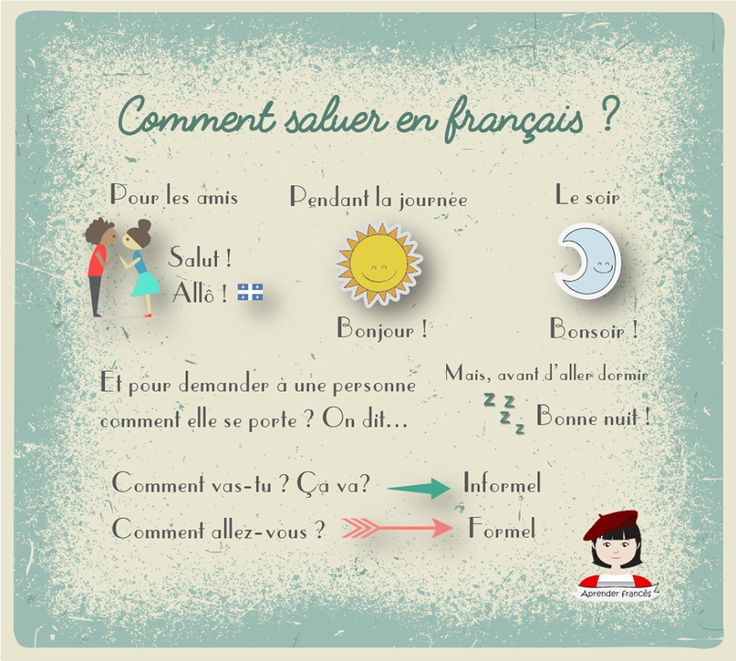 Comment saluer en français ?
Pour les amis
Salut !
Allô !
Pendant la journée
Bonjour !
Le soir
Bonsoir !
Et pour demander à une personne
comment elle se porte ? On dit...
Mais, avant d'aller dormir
z z z z
Bonne nuit !
Comment vas-tu ? Ça va?
Informel
Comment allez-vous ?
Formel
Aprender francês